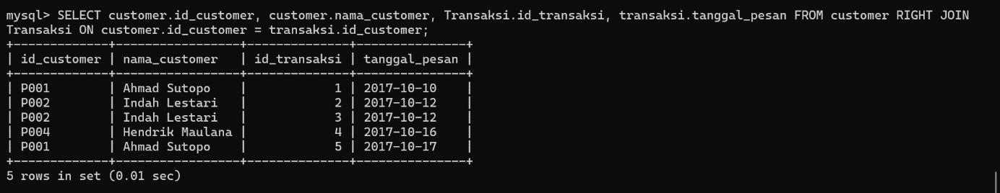 mysql> SELECT customer.id_customer, customer.nama_customer, Transaksi.id_transaksi, transaksi.tanggal_pesan FROM customer RIGHT JOIN
Transaksi ON customer.id_customer = transaksi.id_customer;
+-------------+-----------------+--------------+---------------+
| id_customer | nama_customer   | id_transaksi | tanggal_pesan |
+-------------+-----------------+--------------+---------------+
| P001        | Ahmad Sutopo    |            1 | 2017-10-10    |
| P002        | Indah Lestari   |            2 | 2017-10-12    |
| P002        | Indah Lestari   |            3 | 2017-10-12    |
| P004        | Hendrik Maulana |            4 | 2017-10-16    |
| P001        | Ahmad Sutopo    |            5 | 2017-10-17    |
+-------------+-----------------+--------------+---------------+
5 rows in set (0.01 sec)